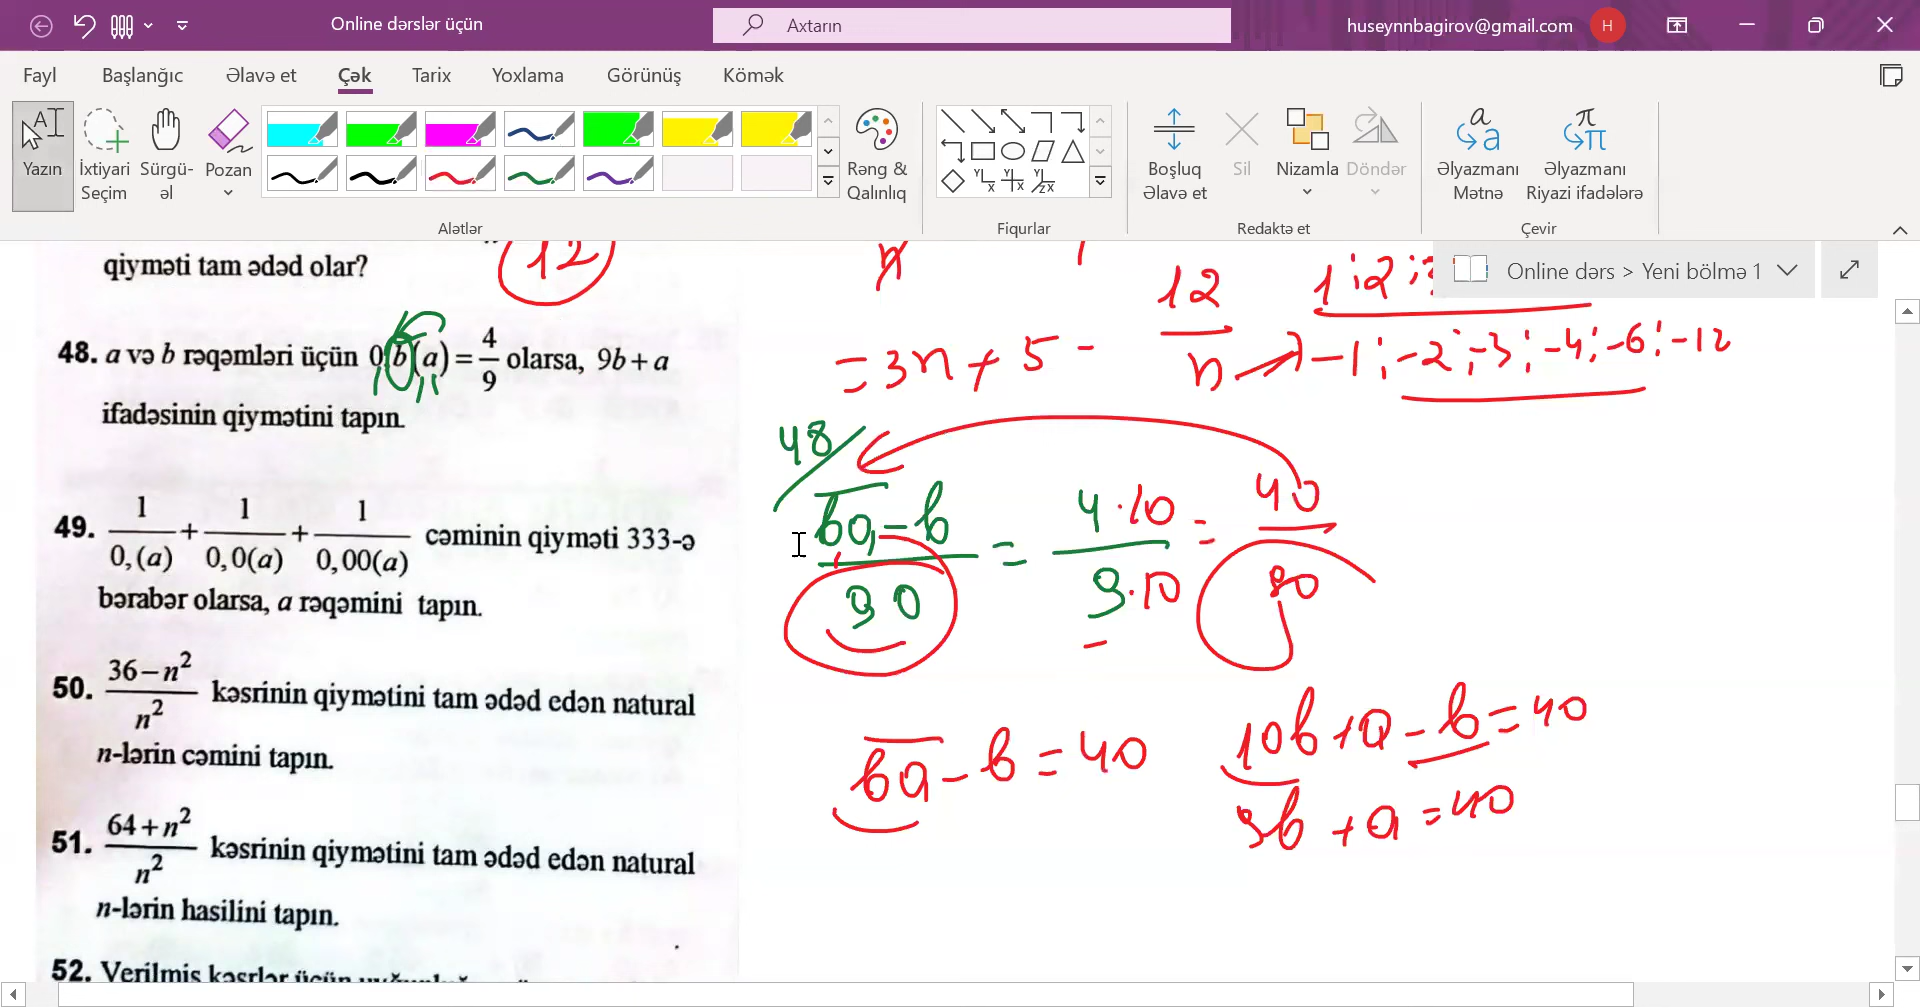 Online dərslər üçün
Axtarın
huseynnbagirov@gmail.com
H
Fayl Başlanğıc Əlavə et Çək Tarix Yoxlama Görünüş Kömək
Yazın
İxtiyari Seçim
Sürgü-əl
Pozan
Rəng & Qalınlıq
Boşluq Əlavə et
Sil
Nizamla
Döndər
Əlyazmanı Mətnə
Əlyazmanı Riyazi ifadələrə
Alətlər
Fiqurlar
Redaktə et
Çevir
Online dərs > Yeni bölmə 1
qiyməti tam ədəd olar?
12
48. a və b rəqəmləri üçün 0,b(a) = 4/9 olarsa, 9b + a
ifadəsinin qiymətini tapın.
49. 1/0,(a) + 1/0,0(a) + 1/0,00(a) cəminin qiyməti 333-ə
bərabər olarsa, a rəqəmini tapın.
50. 36 − n²/n² kəsrinin qiymətini tam ədəd edən natural
n-lərin cəmini tapın.
51. 64 + n²/n² kəsrinin qiymətini tam ədəd edən natural
n-lərin hasilini tapın.
52. Verilmiş kəsrlər üçün
= 3n + 5 - 12/n
1;2;
-1;-2;-3;-4;-6;-12
48/
ba - b/90 = 4·10/9·10 = 40/90
ba - b = 40
10b + a - b = 40
9b + a = 40